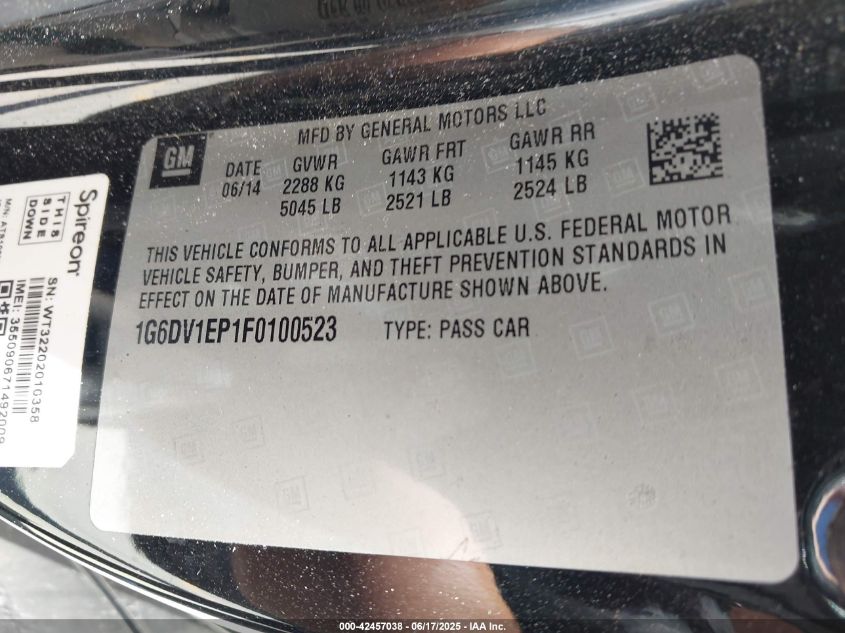 GM
MFD BY GENERAL MOTORS LLC
DATE GVWR GAWR FRT GAWR RR
06/14 2288 KG 1143 KG 1145 KG
5045 LB 2521 LB 2524 LB
THIS VEHICLE CONFORMS TO ALL APPLICABLE U.S. FEDERAL MOTOR
VEHICLE SAFETY, BUMPER, AND THEFT PREVENTION STANDARDS IN
EFFECT ON THE DATE OF MANUFACTURE SHOWN ABOVE.
1G6DV1EP1F0100523 TYPE: PASS CAR
Spireon
THIS
SIDE
DOWN
SN: WT32202010358
IMEI: 355090671492009
000-42457038 - 06/17/2025 - IAA Inc.